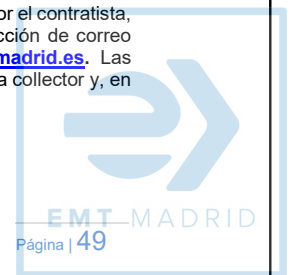 or el contratista,
cción de correo
madrid.es. Las
a collector y, en
EMT MADRID
Página | 49